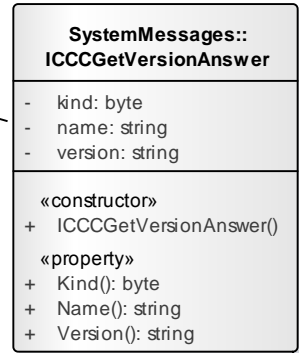 SystemMessages::
ICCCGetVersionAnswer
- kind: byte
- name: string
- version: string
«constructor»
+ ICCCGetVersionAnswer()
«property»
+ Kind(): byte
+ Name(): string
+ Version(): string